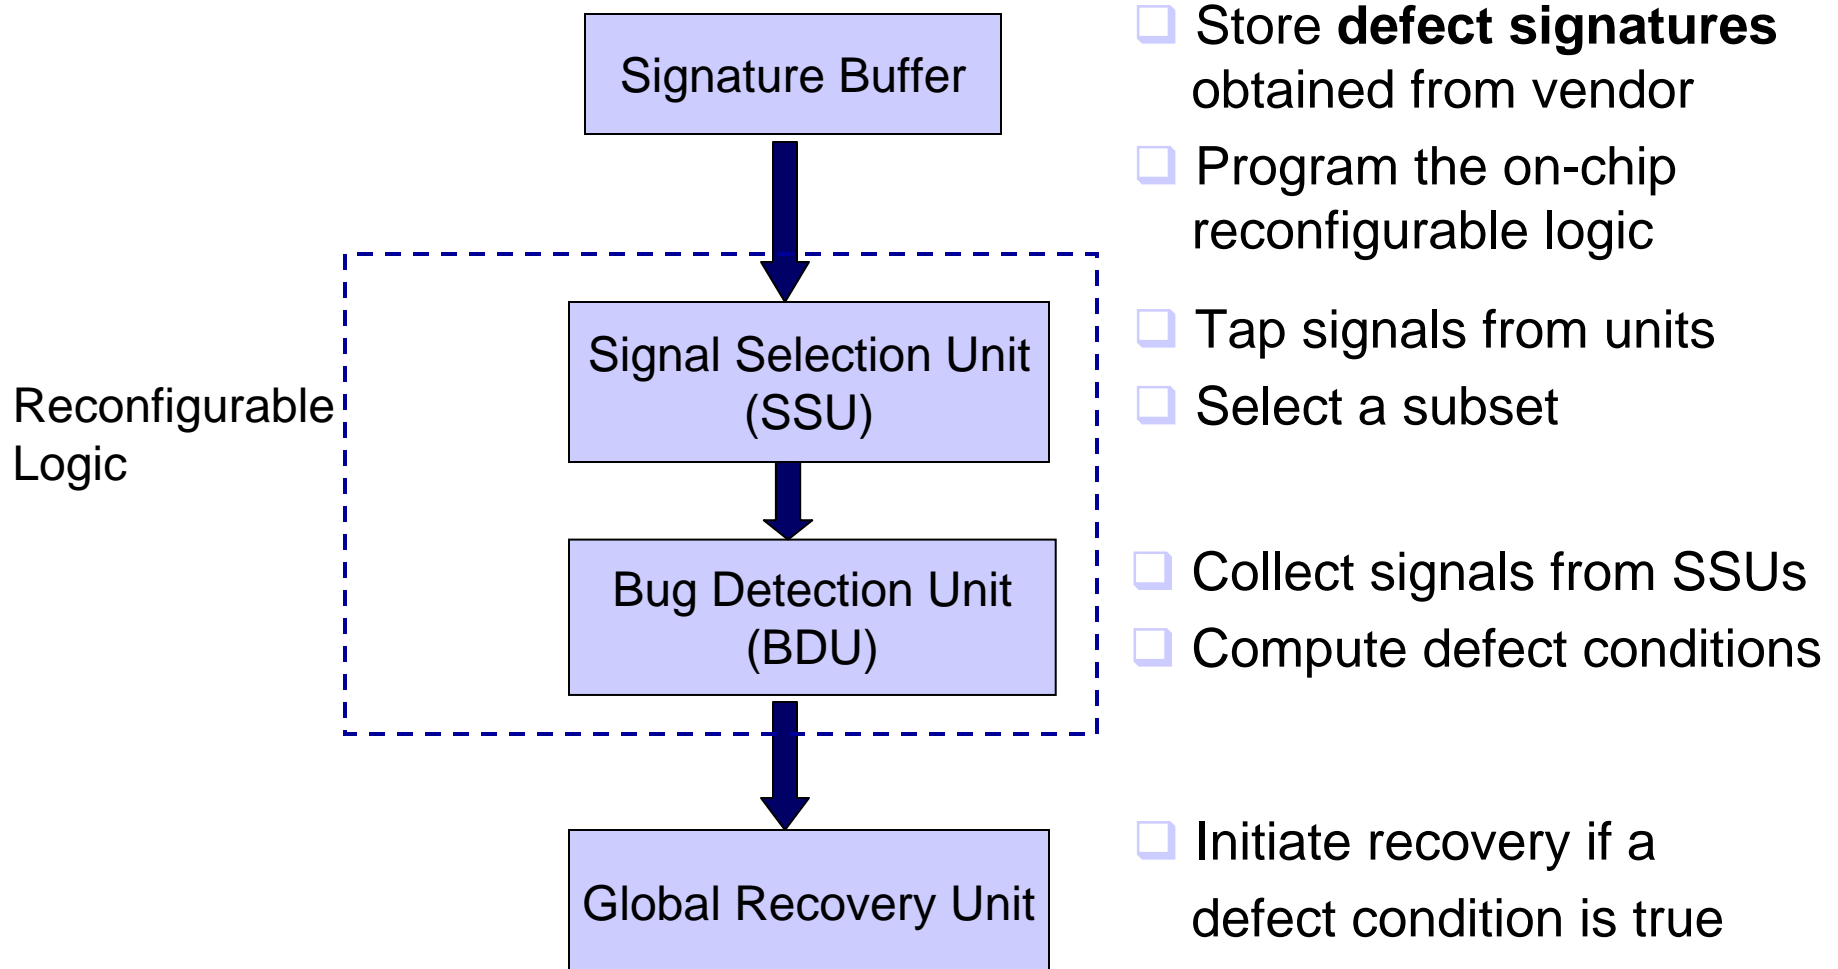 Signature Buffer
Store defect signatures
obtained from vendor
Program the on-chip
reconfigurable logic
Reconfigurable
Logic
Signal Selection Unit
(SSU)
Tap signals from units
Select a subset
Bug Detection Unit
(BDU)
Collect signals from SSUs
Compute defect conditions
Global Recovery Unit
Initiate recovery if a
defect condition is true